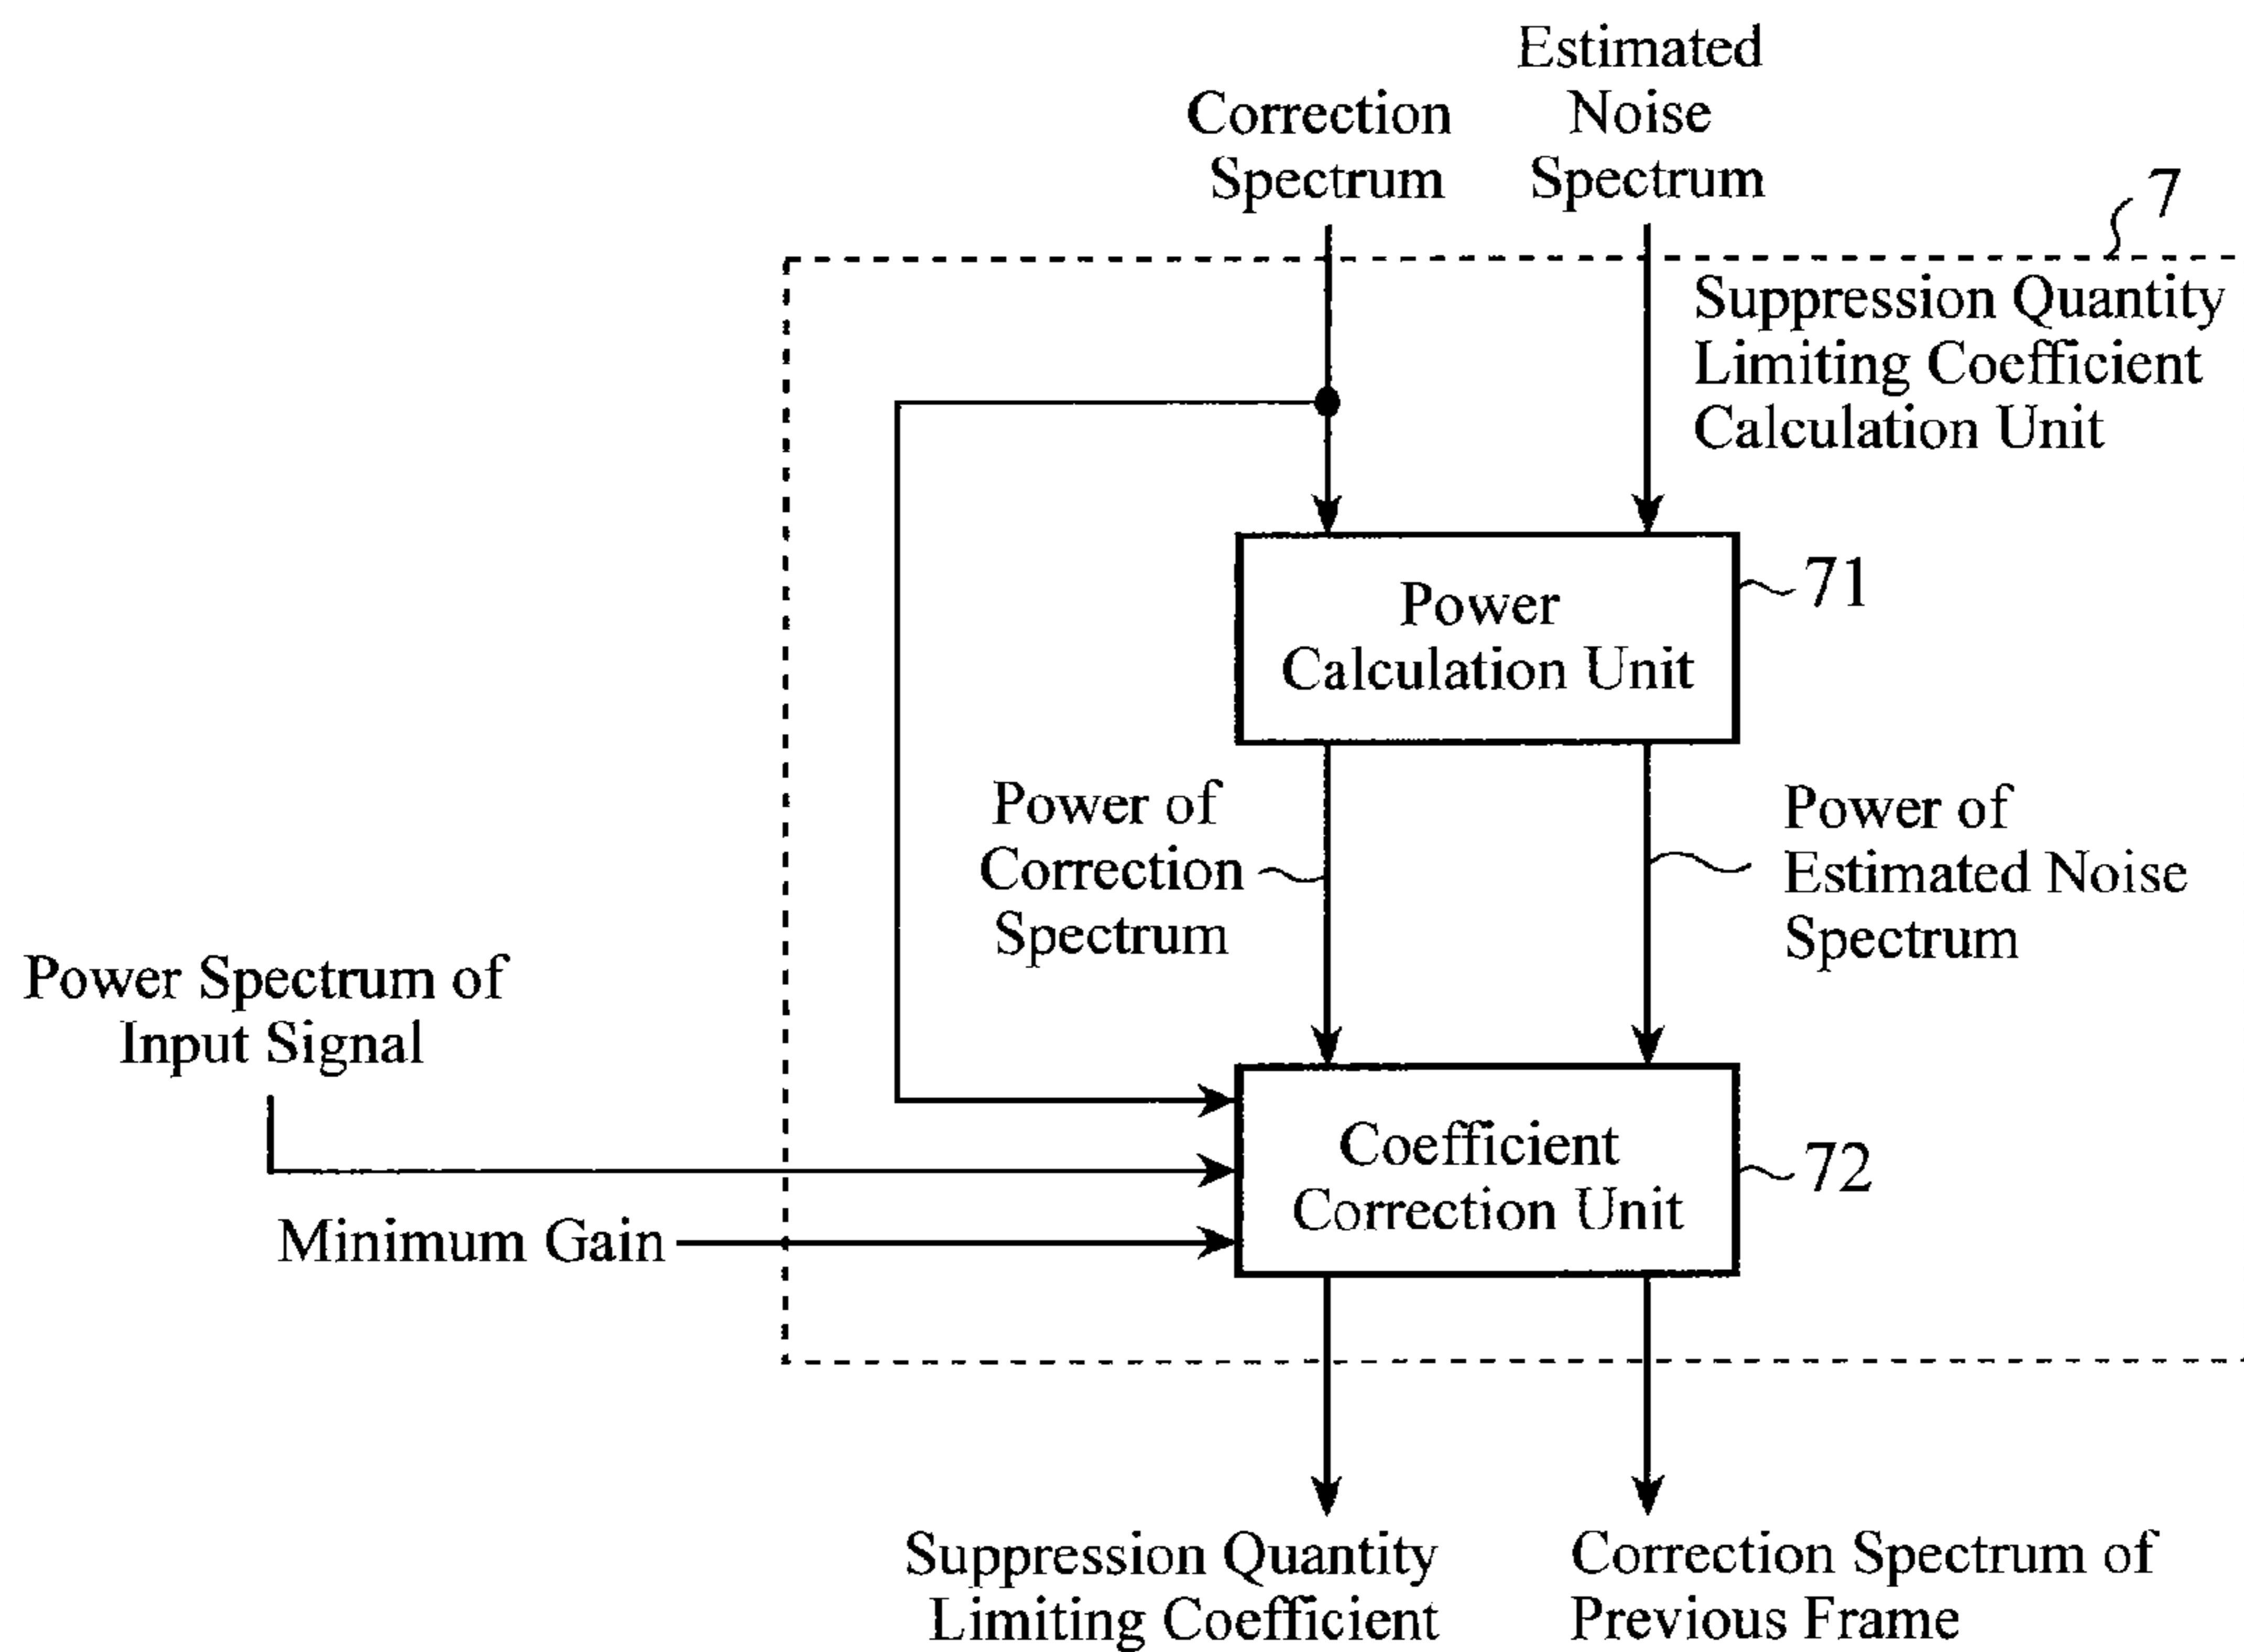 Estimated
Noise
Spectrum
Correction
Spectrum
7
Suppression Quantity
Limiting Coefficient
Calculation Unit
Power
Calculation Unit
71
Power of
Correction
Spectrum
Power of
Estimated Noise
Spectrum
Power Spectrum of
Input Signal
Minimum Gain
Coefficient
Correction Unit
72
Suppression Quantity
Limiting Coefficient
Correction Spectrum of
Previous Frame